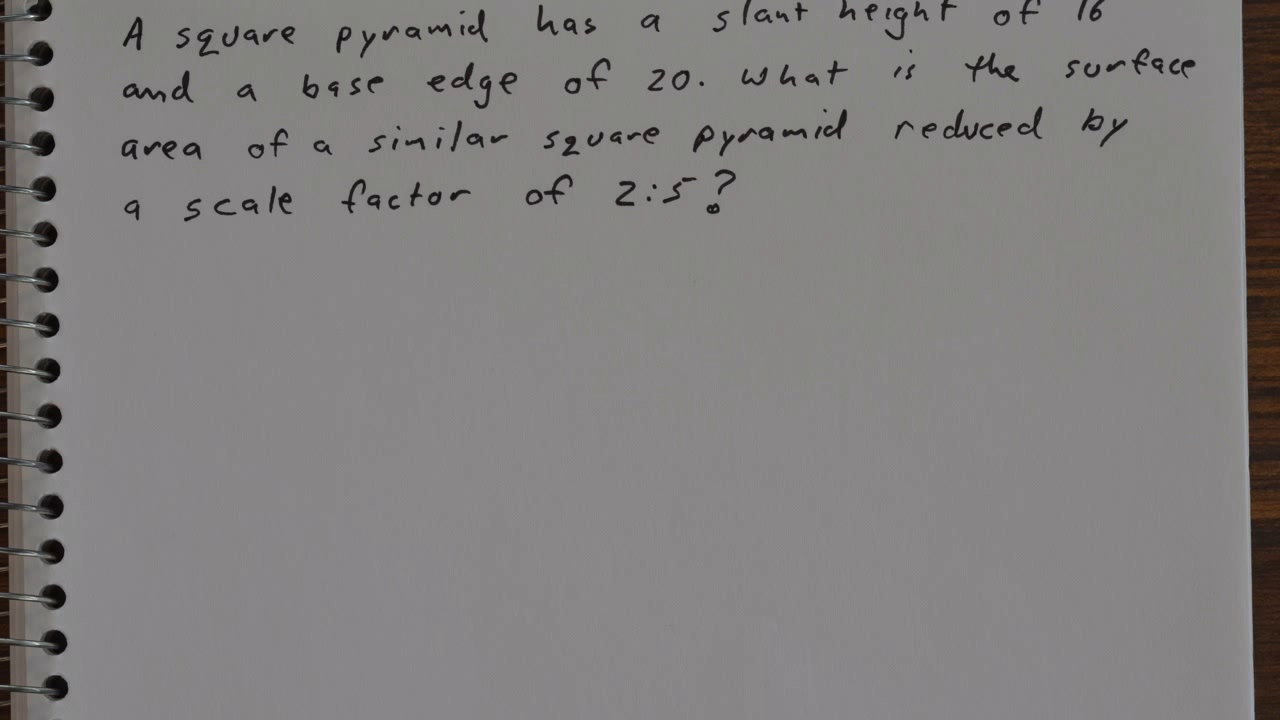 A square pyramid has a slant height of 16
and a base edge of 20. What is the surface
area of a similar square pyramid reduced by
a scale factor of 2:5?